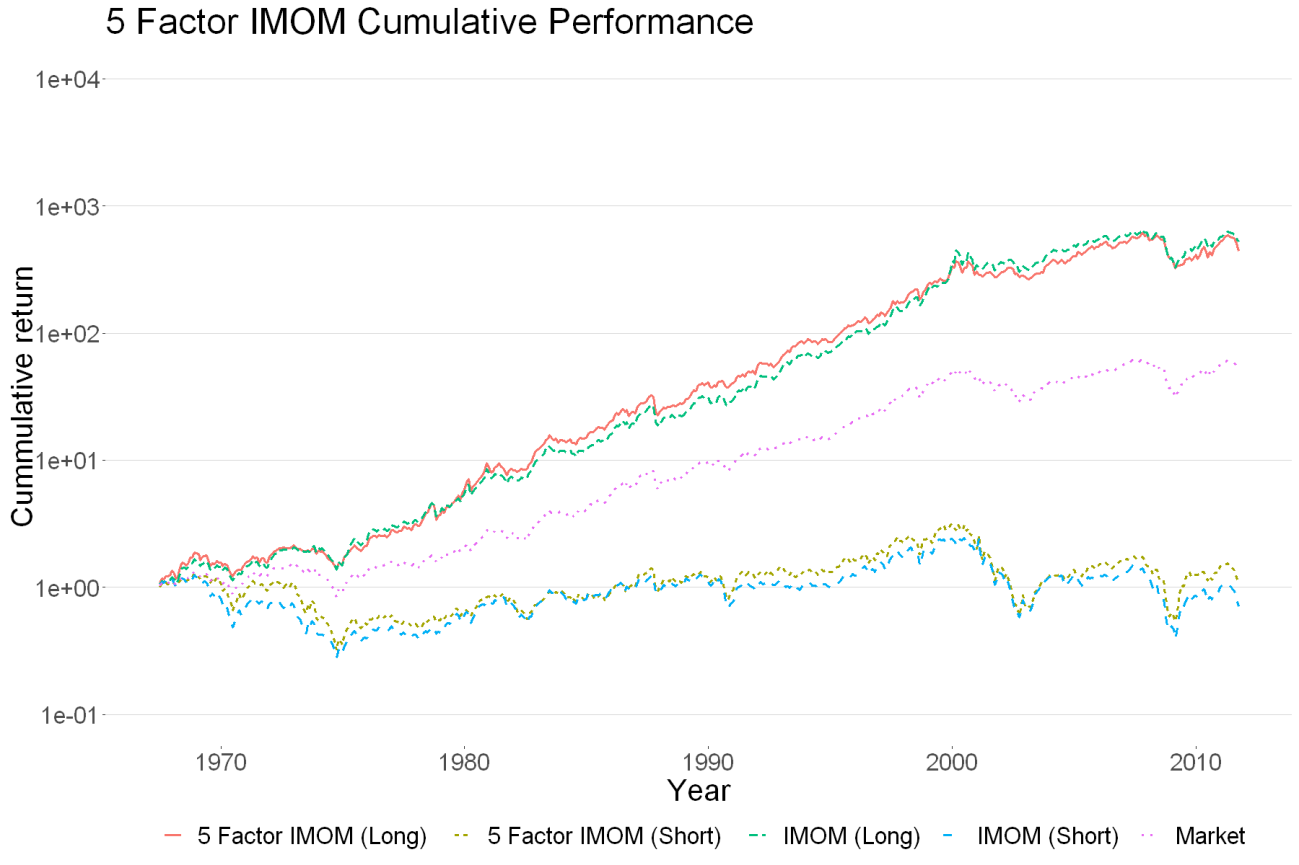 5 Factor IMOM Cumulative Performance
1e+04
1e+03
1e+02
1e+01
1e+00
1e-01
Cummulative return
1970 1980 1990 2000 2010
Year
5 Factor IMOM (Long) 5 Factor IMOM (Short) IMOM (Long) IMOM (Short) Market